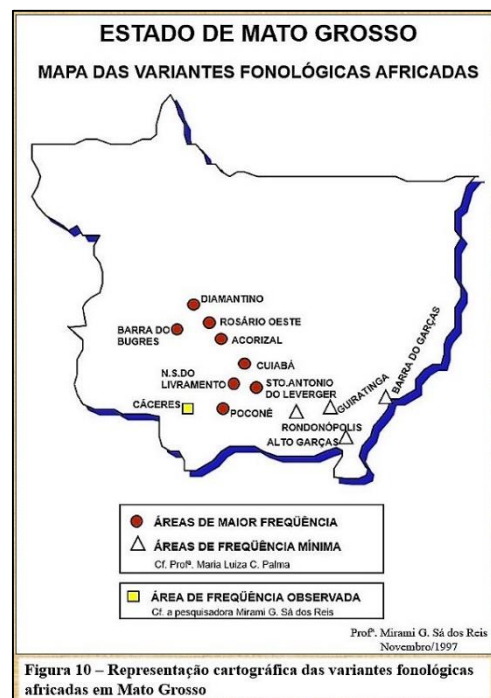 ESTADO DE MATO GROSSO
MAPA DAS VARIANTES FONOLÓGICAS AFRICADAS
DIAMANTINO
ROSÁRIO OESTE
BARRA DO
BUGRES
ACORIZAL
CUIABÁ
N.S.DO
LIVRAMENTO
STO.ANTONIO
DO LEVERGER
CÁCERES
POCONÉ
GUIRATINGA
BARRA DO GARÇAS
RONDONÓPOLIS
ALTO GARÇAS
ÁREAS DE MAIOR FREQÜÊNCIA
ÁREAS DE FREQÜÊNCIA MÍNIMA
Cf. Profª. Maria Luiza C. Palma
ÁREA DE FREQÜÊNCIA OBSERVADA
Cf. a pesquisadora Mirami G. Sá dos Reis
Profª. Mirami G. Sá dos Reis
Novembro/1997
Figura 10 – Representação cartográfica das variantes fonológicas
africadas em Mato Grosso